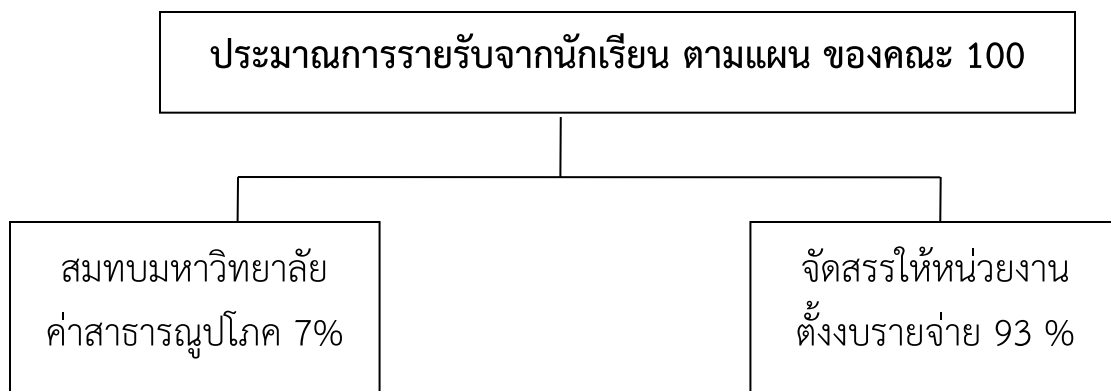 ประมาณการรายรับจากนักเรียน ตามแผน ของคณะ 100
สมทบมหาวิทยาลัย
ค่าสาธารณูปโภค 7%
จัดสรรให้หน่วยงาน
ตั้งงบรายจ่าย 93 %